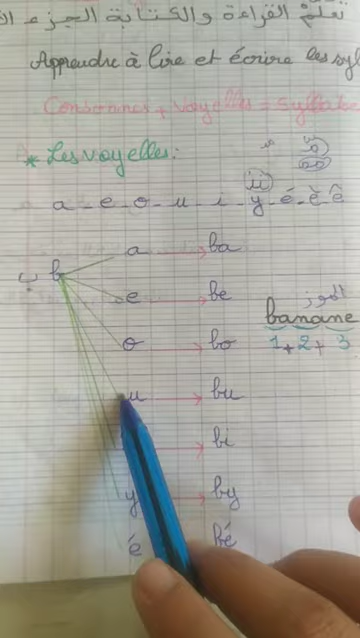 تعلم القراءة والكتابة الجزء
Apprendre à lire et écrire les syl
Consonnes + Voyelles = Syllabe
* Les voyelles:
a - e - o - u - i - y - é - è - ê
ب b
a → ba
e → be
o → bo
u → bu
→ bi
y → by
é bé
الموز
banane
1 + 2 + 3